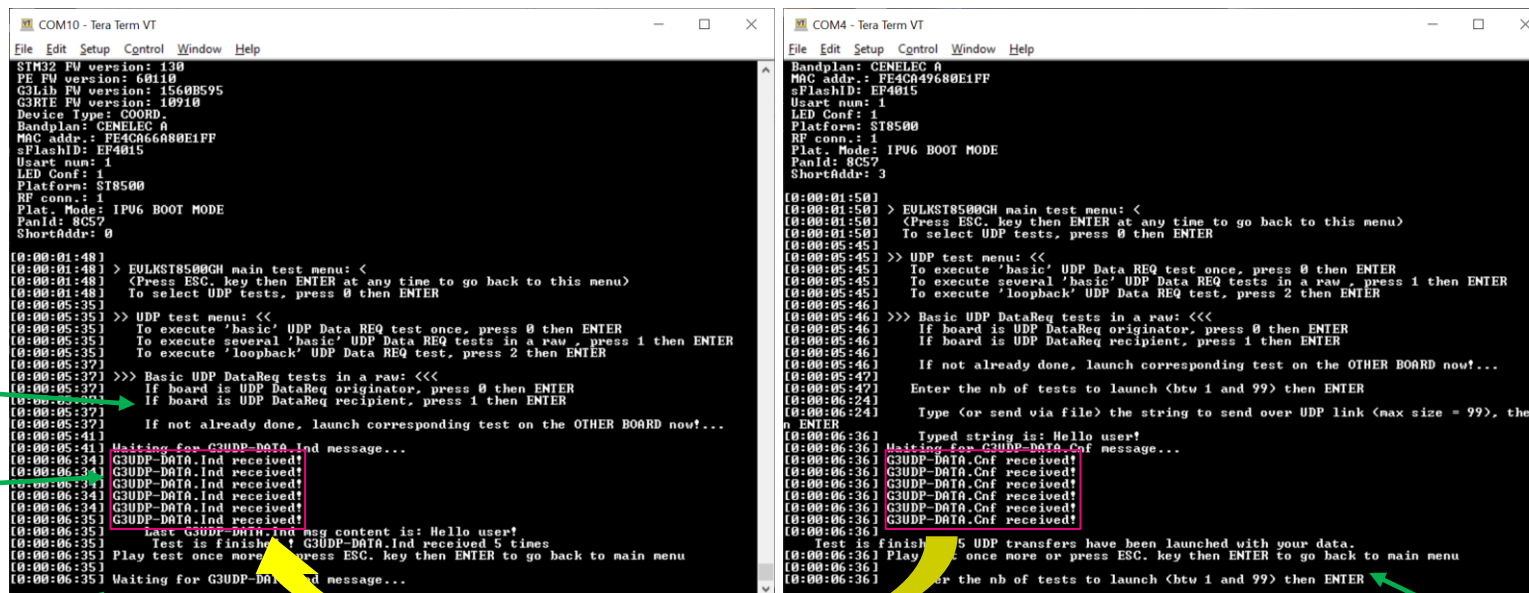 COM10 - Tera Term VT
File Edit Setup Control Window Help
STM32 FW version: 130
PE FW version: 60110
G3Lib FW version: 1560B595
G3RTE FW version: 10910
Device Type: COORD.
Bandplan: CENELEC A
MAC addr.: FE4CA66A80E1FF
sFlashID: EF4015
Usart num: 1
LED Conf: 1
Platform: ST8500
RF conn.: 1
Plat. Mode: IPV6 BOOT MODE
PanId: 8C57
ShortAddr: 0
[0:00:01:48]
[0:00:01:48] > EVLKST8500GH main test menu: <
[0:00:01:48] (Press ESC. key then ENTER at any time to go back to this menu)
[0:00:01:48] To select UDP tests, press 0 then ENTER
[0:00:05:35]
[0:00:05:35] >> UDP test menu: <<
[0:00:05:35] To execute 'basic' UDP Data REQ test once, press 0 then ENTER
[0:00:05:35] To execute several 'basic' UDP Data REQ tests in a raw , press 1 then ENTER
[0:00:05:35] To execute 'loopback' UDP Data REQ test, press 2 then ENTER
[0:00:05:37]
[0:00:05:37] >>> Basic UDP DataReq tests in a raw: <<<
[0:00:05:37] If board is UDP DataReq originator, press 0 then ENTER
[0:00:05:37] If board is UDP DataReq recipient, press 1 then ENTER
[0:00:05:37]
[0:00:05:37] If not already done, launch corresponding test on the OTHER BOARD now!...
[0:00:05:41]
[0:00:05:41] Waiting for G3UDP-DATA.Ind message...
[0:00:06:34] G3UDP-DATA.Ind received!
[0:00:06:34] G3UDP-DATA.Ind received!
[0:00:06:34] G3UDP-DATA.Ind received!
[0:00:06:34] G3UDP-DATA.Ind received!
[0:00:06:35] G3UDP-DATA.Ind received!
[0:00:06:35] Last G3UDP-DATA.Ind msg content is: Hello user!
[0:00:06:35] Test is finished! G3UDP-DATA.Ind received 5 times
[0:00:06:35] Play test once more press ESC. key then ENTER to go back to main menu
[0:00:06:35]
[0:00:06:35] Waiting for G3UDP-DATA message...
COM4 - Tera Term VT
File Edit Setup Control Window Help
Bandplan: CENELEC A
MAC addr.: FE4CA49680E1FF
sFlashID: EF4015
Usart num: 1
LED Conf: 1
Platform: ST8500
RF conn.: 1
Plat. Mode: IPV6 BOOT MODE
PanId: 8C57
ShortAddr: 3
[0:00:01:50]
[0:00:01:50] > EVLKST8500GH main test menu: <
[0:00:01:50] (Press ESC. key then ENTER at any time to go back to this menu)
[0:00:01:50] To select UDP tests, press 0 then ENTER
[0:00:05:45]
[0:00:05:45] >> UDP test menu: <<
[0:00:05:45] To execute 'basic' UDP Data REQ test once, press 0 then ENTER
[0:00:05:45] To execute several 'basic' UDP Data REQ tests in a raw , press 1 then ENTER
[0:00:05:45] To execute 'loopback' UDP Data REQ test, press 2 then ENTER
[0:00:05:46]
[0:00:05:46] >>> Basic UDP DataReq tests in a raw: <<<
[0:00:05:46] If board is UDP DataReq originator, press 0 then ENTER
[0:00:05:46] If board is UDP DataReq recipient, press 1 then ENTER
[0:00:05:46]
[0:00:05:46] If not already done, launch corresponding test on the OTHER BOARD now!...
[0:00:05:47]
[0:00:05:47] Enter the nb of tests to launch (btw 1 and 99) then ENTER
[0:00:06:24]
[0:00:06:24] Type (or send via file) the string to send over UDP link (max size = 99), the
n ENTER
[0:00:06:36] Typed string is: Hello user!
[0:00:06:36] Waiting for G3UDP-DATA.Cnf message...
[0:00:06:36] G3UDP-DATA.Cnf received!
[0:00:06:36] G3UDP-DATA.Cnf received!
[0:00:06:36] G3UDP-DATA.Cnf received!
[0:00:06:36] G3UDP-DATA.Cnf received!
[0:00:06:36] G3UDP-DATA.Cnf received!
[0:00:06:36]
Test is 5 UDP transfers have been launched with your data.
[0:00:06:36] Play once more or press ESC. key then ENTER to go back to main menu
[0:00:06:36]
[0:00:06:36] the nb of tests to launch (btw 1 and 99) then ENTER